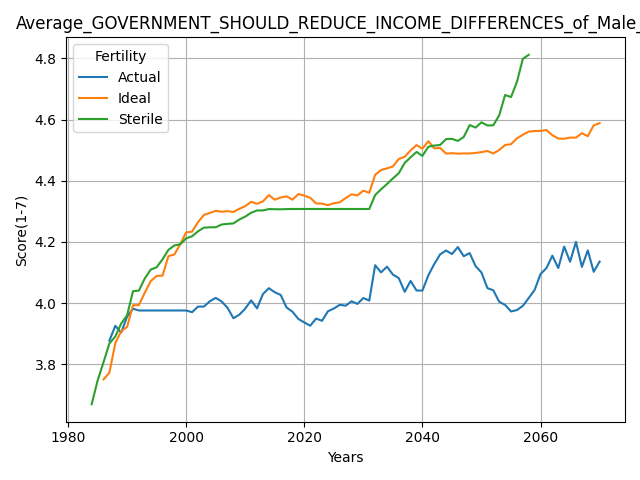 Average_GOVERNMENT_SHOULD_REDUCE_INCOME_DIFFERENCES_of_Male_
Fertility
Actual
Ideal
Sterile
Score(1-7)
4.8
4.6
4.4
4.2
4.0
3.8
1980
2000
2020
2040
2060
Years